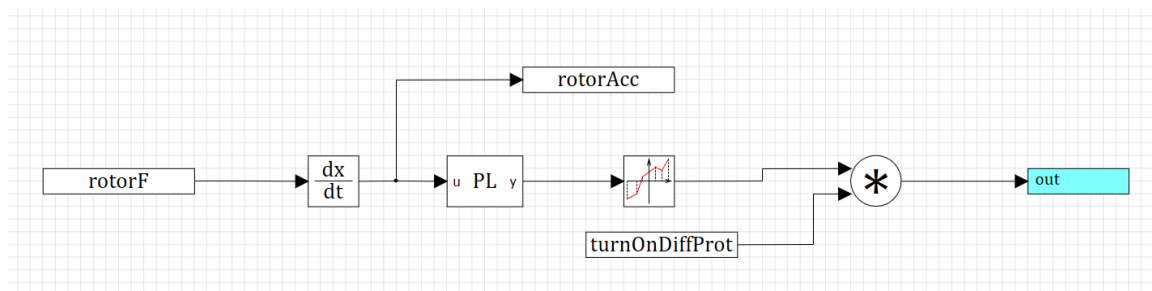 rotorAcc
rotorF
dx
dt
u PL y
*
out
turnOnDiffProt